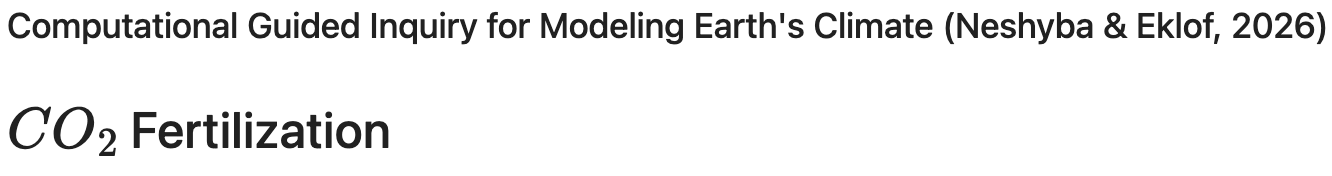 Computational Guided Inquiry for Modeling Earth's Climate (Neshyba & Eklof, 2026)
CO₂ Fertilization